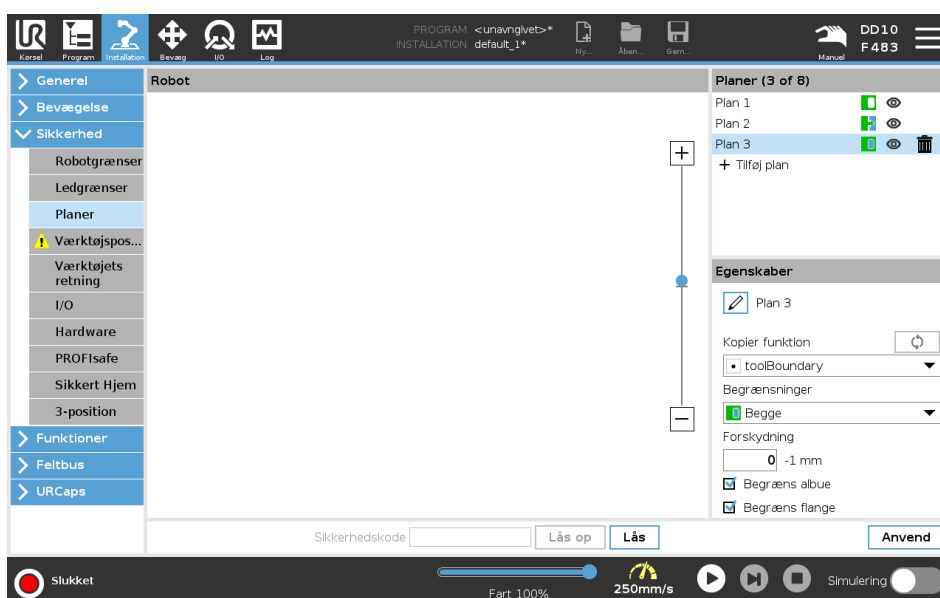 UR
PROGRAM <unavngivet>*
INSTALLATION default_1*
Kørsel
Program
Installation
Bevæg
I/O
Log
Ny...
Åben...
Gem...
Manuel
DD10
F483
Generel
Bevægelse
Sikkerhed
Robotgrænser
Ledgrænser
Planer
Værktøjspos...
Værktøjets
retning
I/O
Hardware
PROFIsafe
Sikkert Hjem
3-position
Funktioner
Feltbus
URCaps
Robot
Planer (3 of 8)
Plan 1
Plan 2
Plan 3
Tilføj plan
Egenskaber
Plan 3
Kopier funktion
toolBoundary
Begrænsninger
Begge
Forskydning
0 -1 mm
Begræns albue
Begræns flange
Sikkerhedskode
Lås op
Lås
Anvend
Slukket
Fart 100%
250mm/s
Simulering